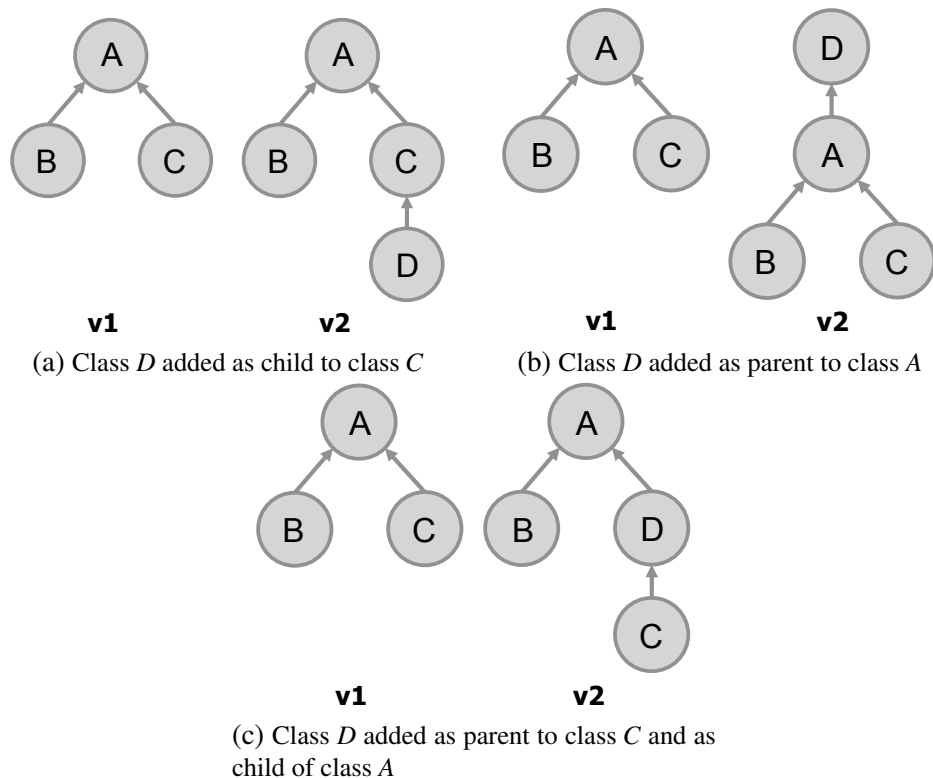 A
B
C
A
B
C
D
v1
v2
(a) Class D added as child to class C
A
B
C
D
A
B
C
v1
v2
(b) Class D added as parent to class A
A
B
C
A
B
D
C
v1
v2
(c) Class D added as parent to class C and as
child of class A